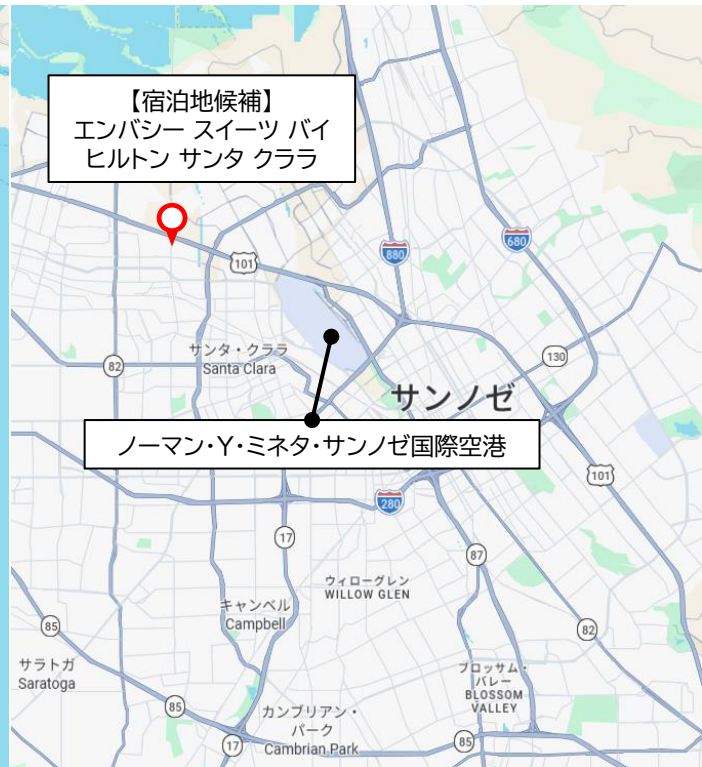 【宿泊地候補】
エンバシー スイーツ バイ
ヒルトン サンタ クララ
101
880
680
サンタ・クララ
Santa Clara
82
130
サンノゼ
ノーマン・Y・ミネタ・サンノゼ国際空港
101
280
17
87
ウィローグレン
WILLOW GLEN
キャンベル
Campbell
85
82
サラトガ
Saratoga
ブロッサム・
バレー
BLOSSOM
VALLEY
85
カンブリアン・
パーク
Cambrian Park
17
85